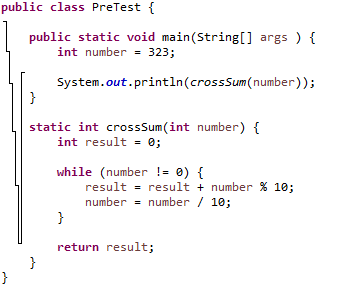 public class PreTest {
public static void main(String[] args ) {
int number = 323;
System.out.println(crossSum(number));
}
static int crossSum(int number) {
int result = 0;
while (number != 0) {
result = result + number % 10;
number = number / 10;
}
return result;
}
}